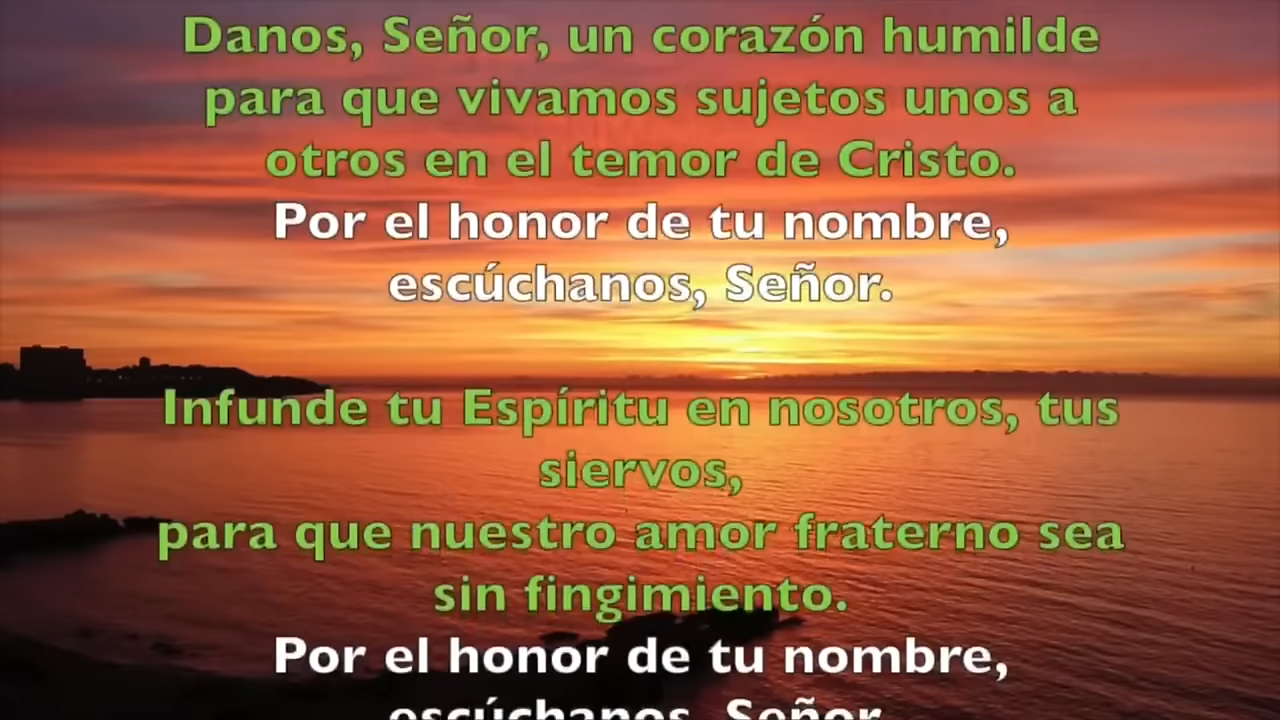 Danos, Señor, un corazón humilde
para que vivamos sujetos unos a
otros en el temor de Cristo.
Por el honor de tu nombre,
escúchanos, Señor.
Infunde tu Espíritu en nosotros, tus
siervos,
para que nuestro amor fraterno sea
sin fingimiento.
Por el honor de tu nombre,
escúchanos, Señor.